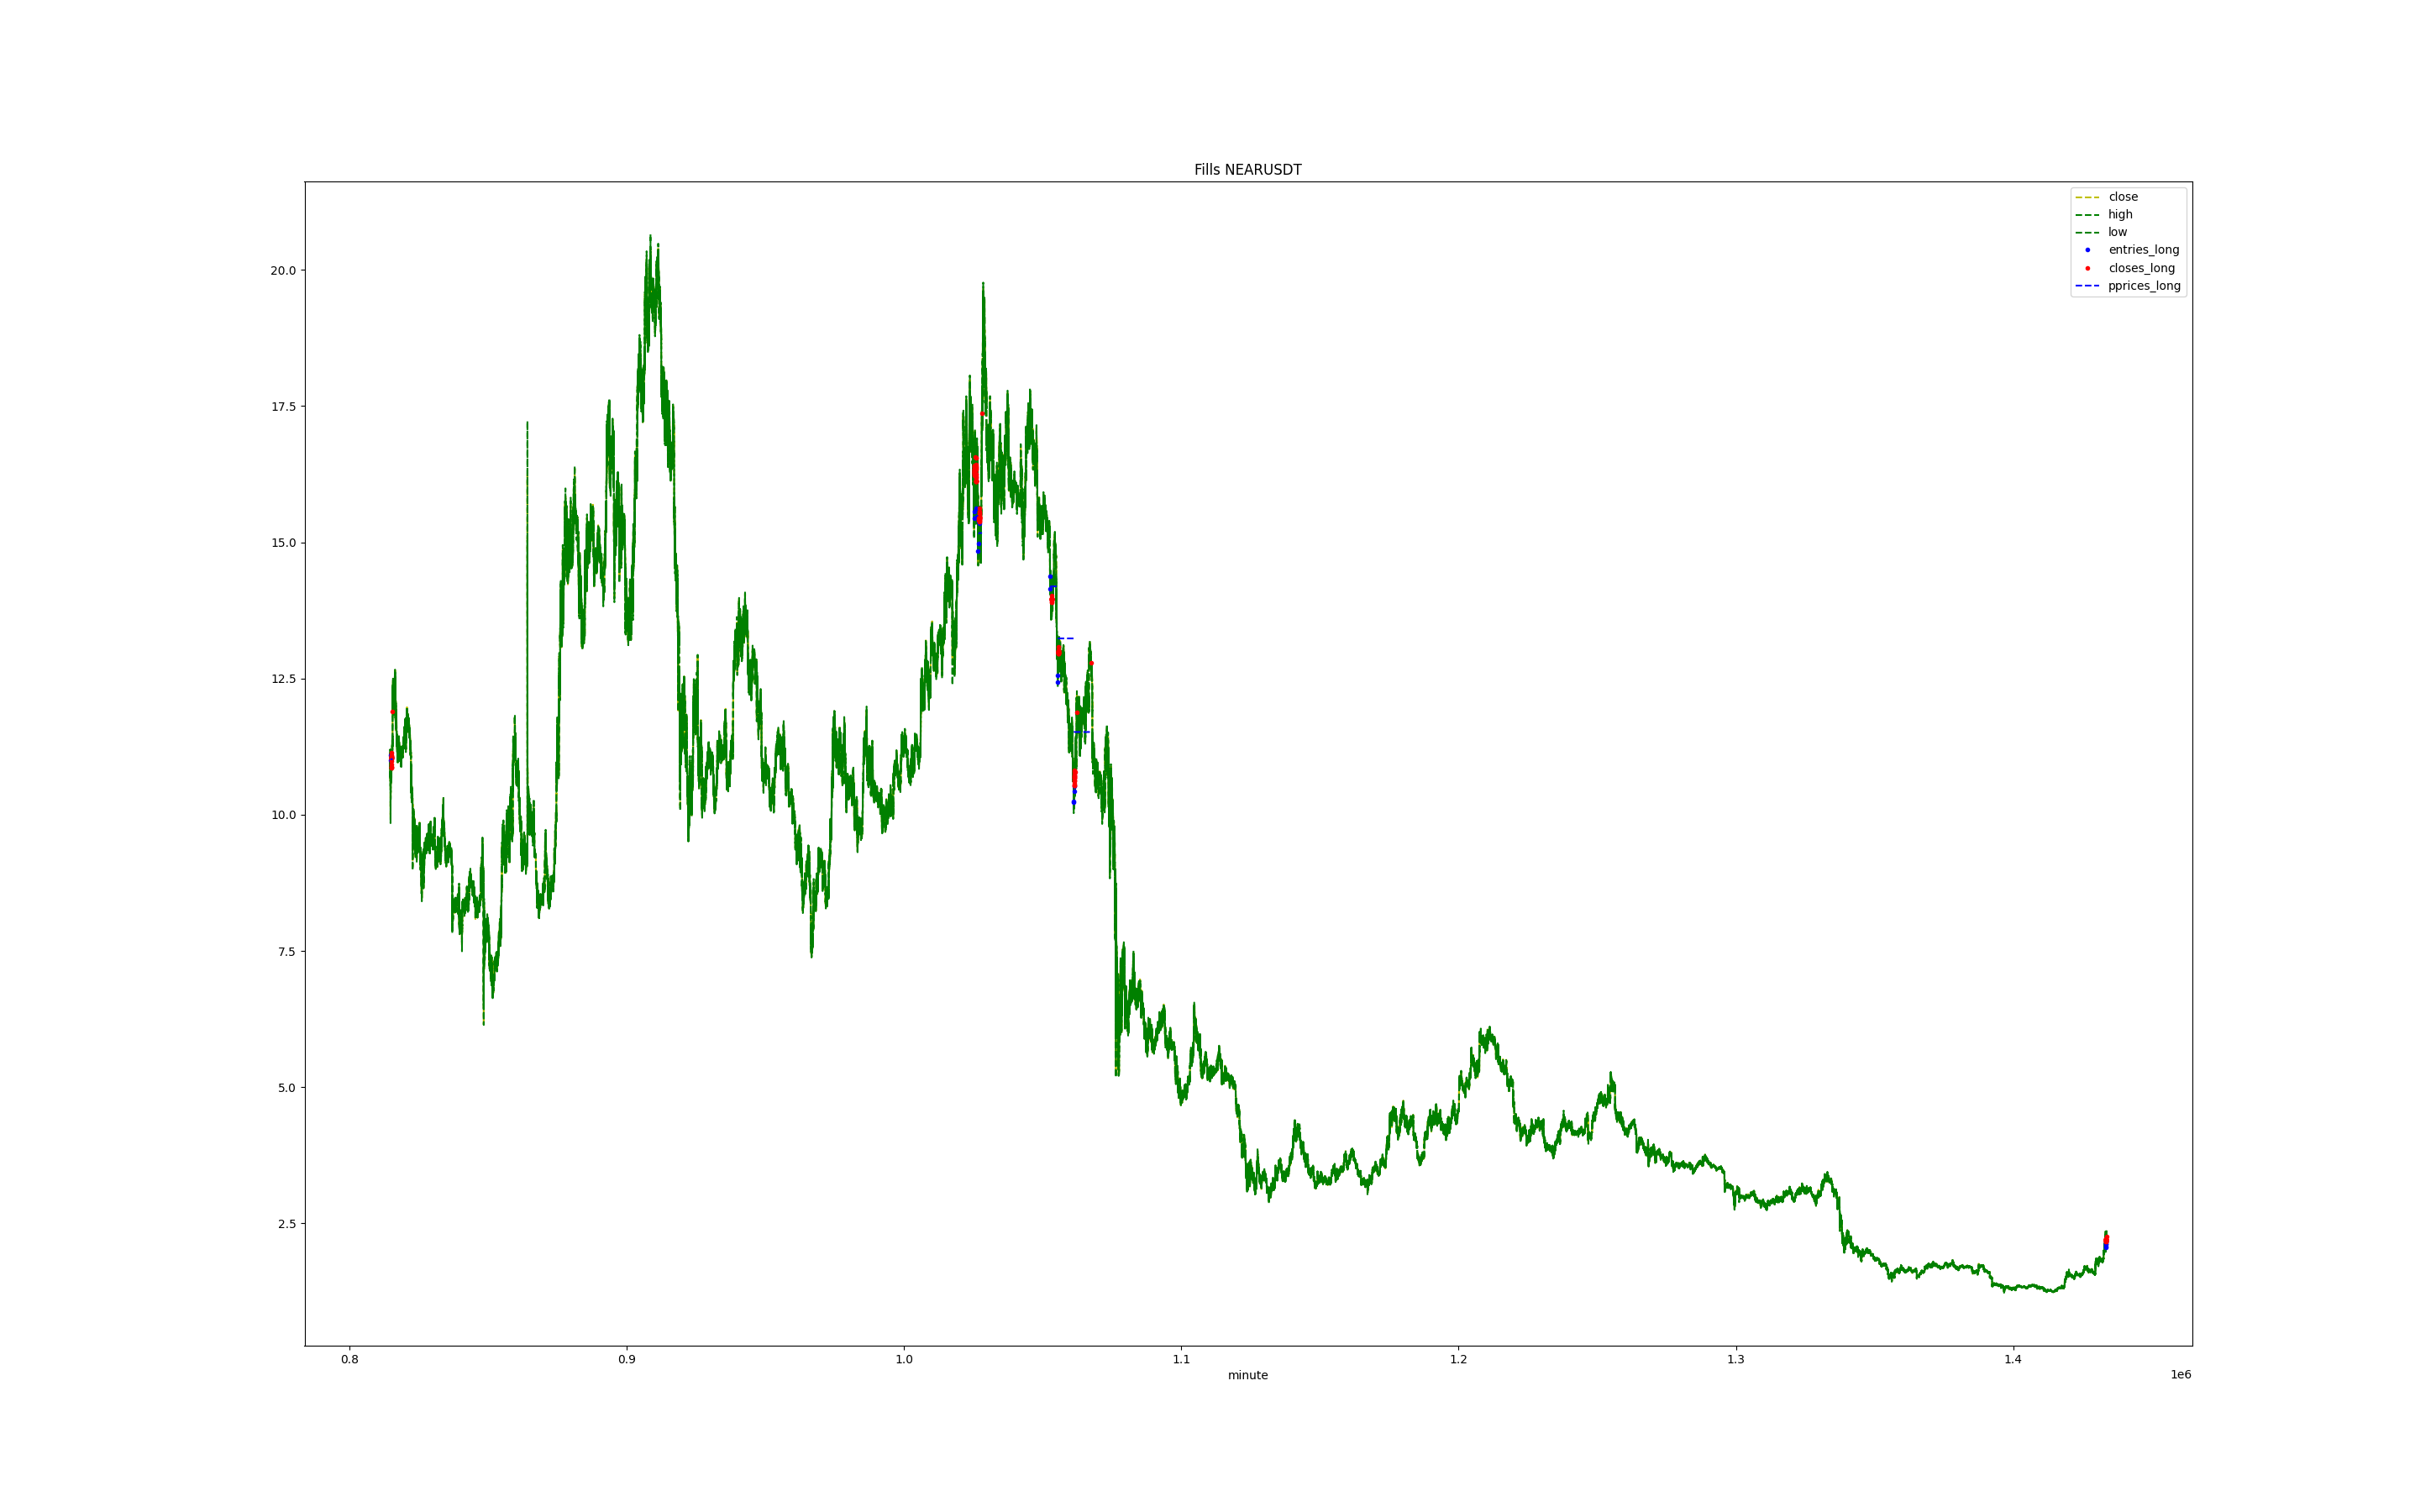 Fills NEARUSDT
close
high
low
entries_long
closes_long
pprices_long
20.0
17.5
15.0
12.5
10.0
7.5
5.0
2.5
0.8 0.9 1.0 1.1 1.2 1.3 1.4
minute 1e6